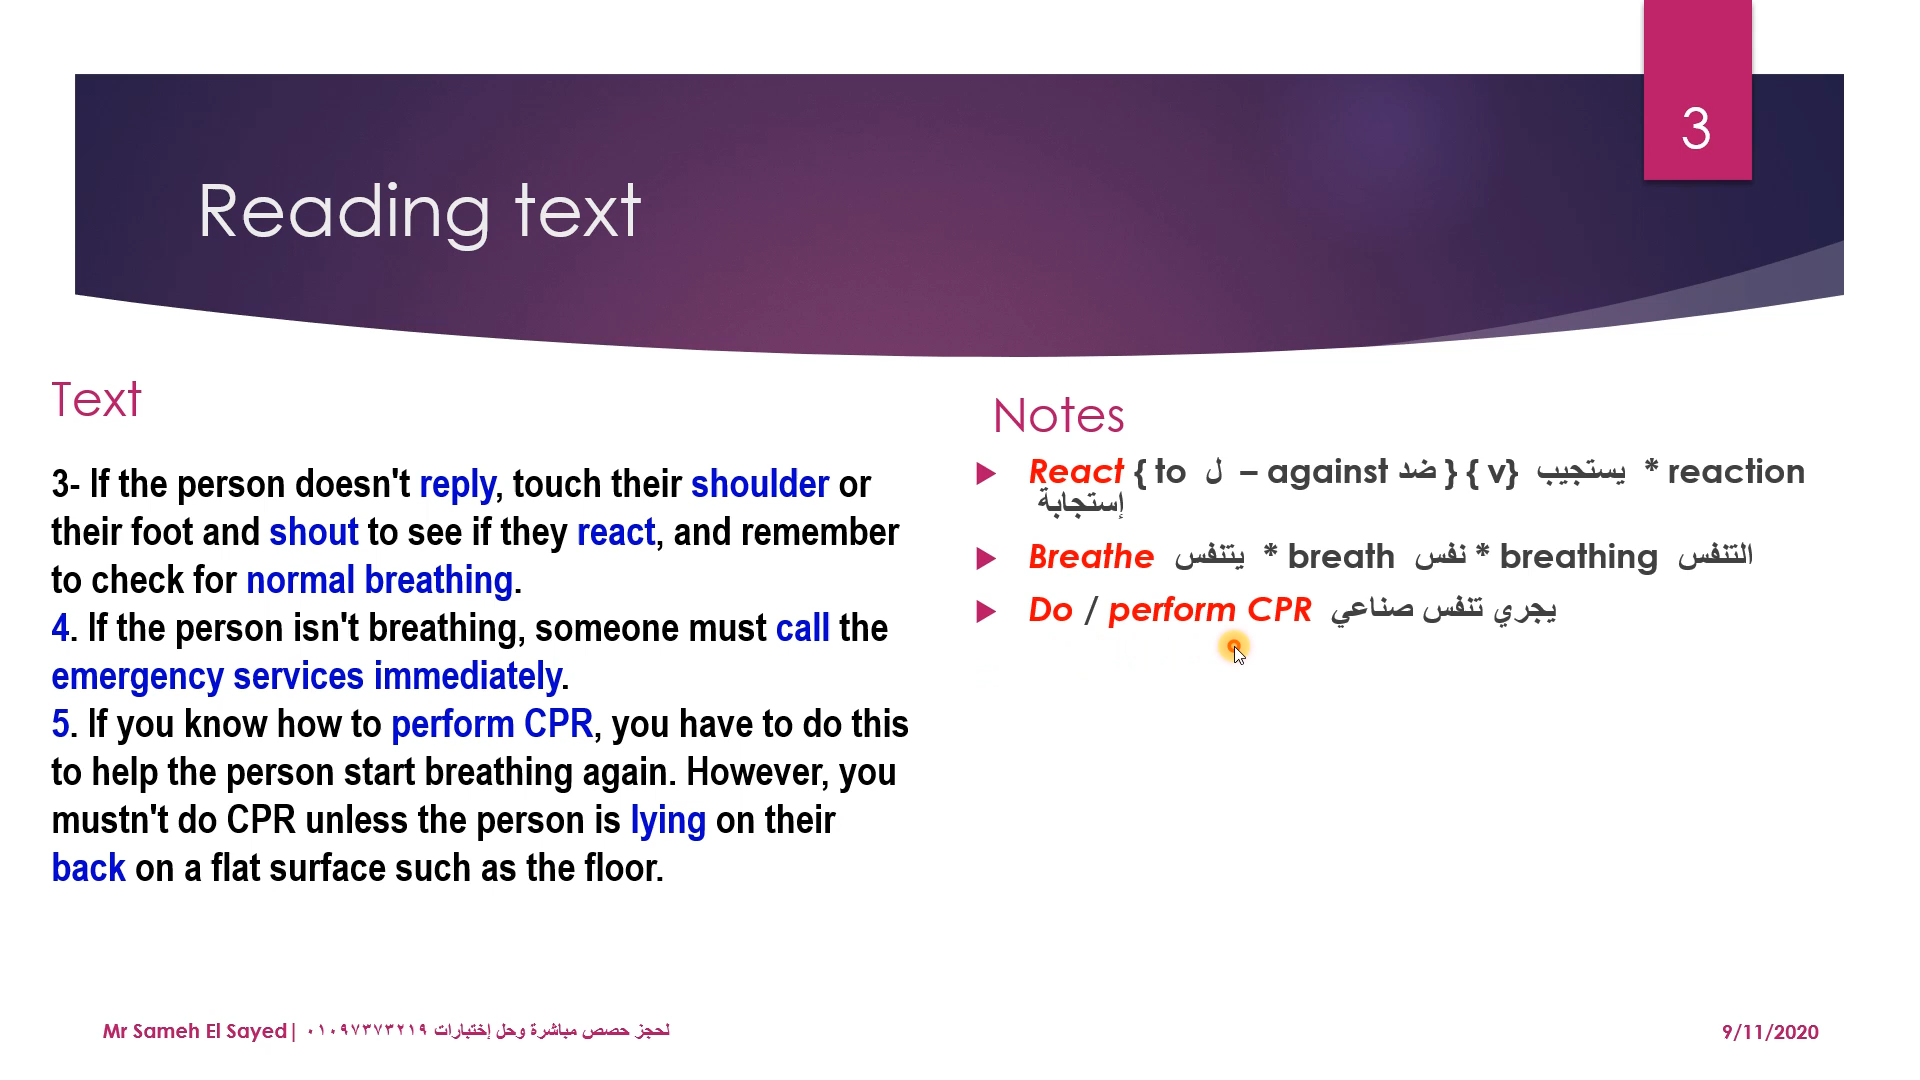 3
Reading text
Text
3- If the person doesn't reply, touch their shoulder or
their foot and shout to see if they react, and remember
to check for normal breathing.
4. If the person isn't breathing, someone must call the
emergency services immediately.
5. If you know how to perform CPR, you have to do this
to help the person start breathing again. However, you
mustn't do CPR unless the person is lying on their
back on a flat surface such as the floor.
Notes
React { to ل – against ضد } { v} يستجيب * reaction
إستجابة
Breathe يتنفس * breath نفس * breathing التنفس
Do / perform CPR يجري تنفس صناعي
Mr Sameh El Sayed| لحجز حصص مباشرة وحل إختبارات ٠١٠٩٧٣٧٣٢١٩
9/11/2020